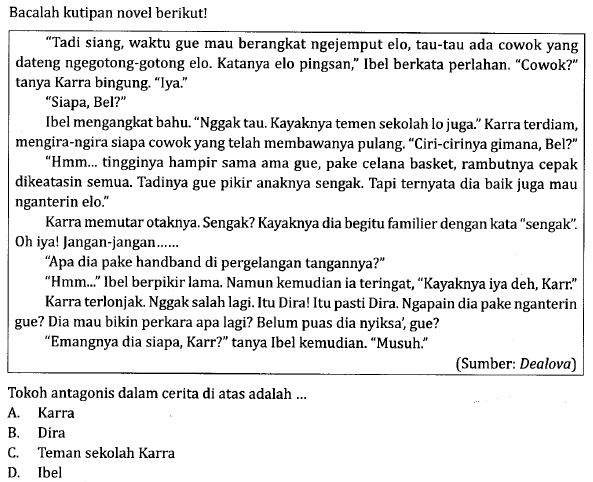 Bacalah kutipan novel berikut!
“Tadi siang, waktu gue mau berangkat ngejemput elo, tau-tau ada cowok yang
dateng ngegotong-gotong elo. Katanya elo pingsan,” Ibel berkata perlahan. “Cowok?”
tanya Karra bingung. “Iya.”
“Siapa, Bel?”
Ibel mengangkat bahu. “Nggak tau. Kayaknya temen sekolah lo juga.” Karra terdiam,
mengira-ngira siapa cowok yang telah membawanya pulang. “Ciri-cirinya gimana, Bel?”
“Hmm... tingginya hampir sama ama gue, pake celana basket, rambutnya cepak
dikeatasin semua. Tadinya gue pikir anaknya sengak. Tapi ternyata dia baik juga mau
nganterin elo.”
Karra memutar otaknya. Sengak? Kayaknya dia begitu familier dengan kata “sengak”.
Oh iya! Jangan-jangan......
“Apa dia pake handband di pergelangan tangannya?”
“Hmm...” Ibel berpikir lama. Namun kemudian ia teringat, “Kayaknya iya deh, Karr.”
Karra terlonjak. Nggak salah lagi. Itu Dira! Itu pasti Dira. Ngapain dia pake nganterin
gue? Dia mau bikin perkara apa lagi? Belum puas dia nyiksa’, gue?
“Emangnya dia siapa, Karr?” tanya Ibel kemudian. “Musuh.”
(Sumber: Dealova)
Tokoh antagonis dalam cerita di atas adalah ...
A. Karra
B. Dira
C. Teman sekolah Karra
D. Ibel